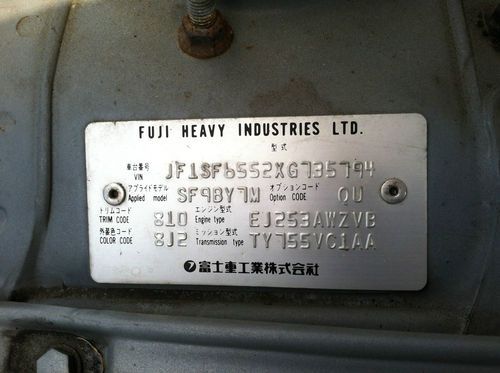 FUJI HEAVY INDUSTRIES LTD.
型式
車台番号 VIN JF1SF6552XG735794
アプライドモデル Applied model SF9BY7M オプションコード Option CODE QU
トリムコード TRIM CODE 810 エンジン型式 Engine type EJ253AWZVB
外装色コード COLOR CODE 8J2 ミッション型式 Transmission type TY755VC1AA
富士重工業株式会社